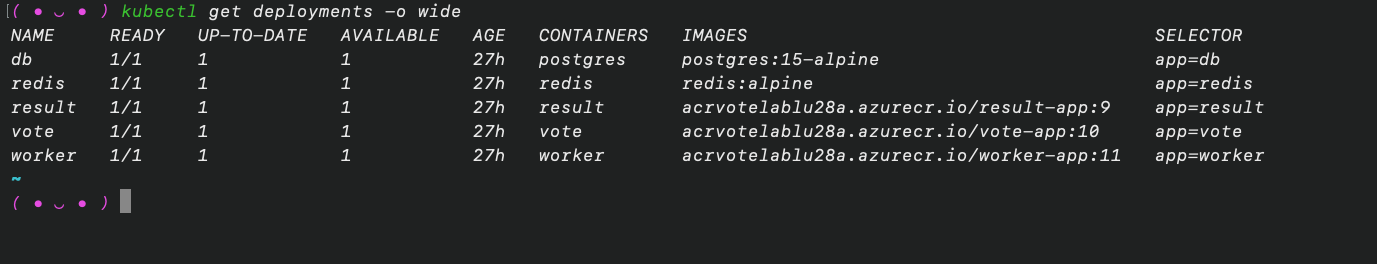 [( • ◡ • ) kubectl get deployments -o wide
NAME READY UP-TO-DATE AVAILABLE AGE CONTAINERS IMAGES SELECTOR
db 1/1 1 1 27h postgres postgres:15-alpine app=db
redis 1/1 1 1 27h redis redis:alpine app=redis
result 1/1 1 1 27h result acrvotelablu28a.azurecr.io/result-app:9 app=result
vote 1/1 1 1 27h vote acrvotelablu28a.azurecr.io/vote-app:10 app=vote
worker 1/1 1 1 27h worker acrvotelablu28a.azurecr.io/worker-app:11 app=worker
~
( • ◡ • )